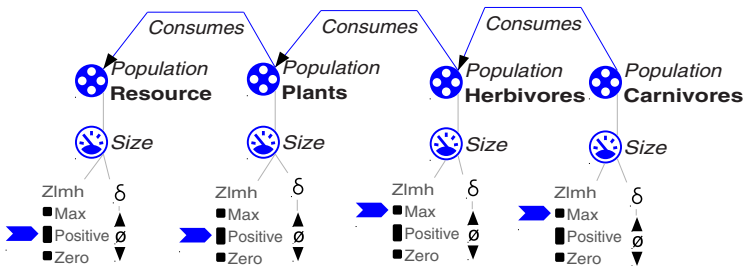 Consumes Consumes Consumes
Population Population Population Population
Resource Plants Herbivores Carnivores
Size Size Size Size
Zlmh δ Zlmh δ Zlmh δ Zlmh δ
Max Max Max Max
Positive ø Positive ø Positive ø Positive ø
Zero Zero Zero Zero